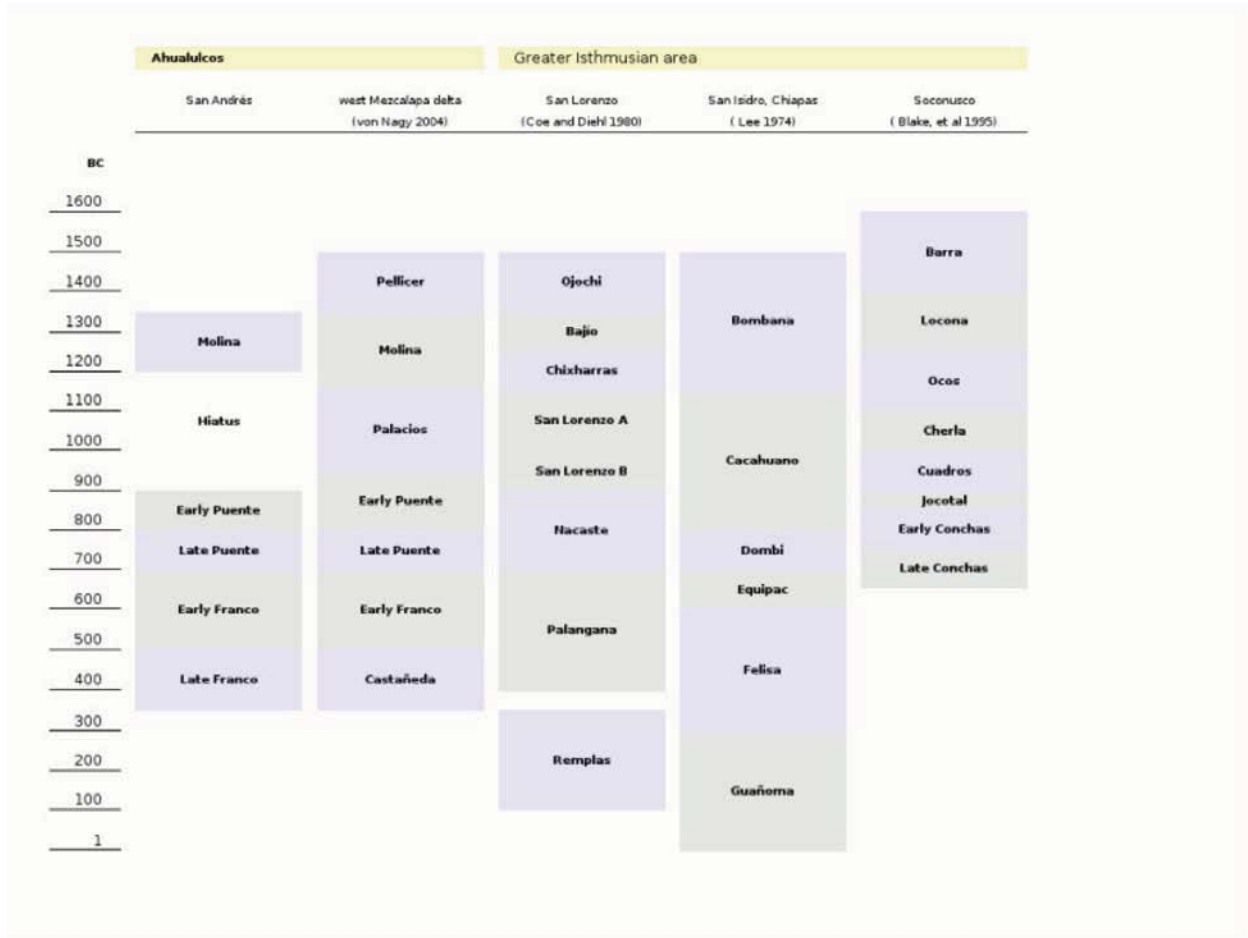 Ahualulcos
Greater Isthmusian area
San Andrés
west Mezcalapa delta
(von Nagy 2004)
San Lorenzo
(Coe and Diehl 1980)
San Isidro, Chiapas
( Lee 1974)
Soconusco
( Blake, et al 1995)
BC
1600
1500
1400
1300
1200
1100
1000
900
800
700
600
500
400
300
200
100
1
Molina
Hiatus
Early Puente
Late Puente
Early Franco
Late Franco
Pellicer
Molina
Palacios
Early Puente
Late Puente
Early Franco
Castañeda
Ojochi
Bajío
Chixharras
San Lorenzo A
San Lorenzo B
Nacaste
Palangana
Remplas
Bombana
Cacahuano
Dombi
Equipac
Felisa
Guañoma
Barra
Locona
Ocos
Cherla
Cuadros
Jocotal
Early Conchas
Late Conchas